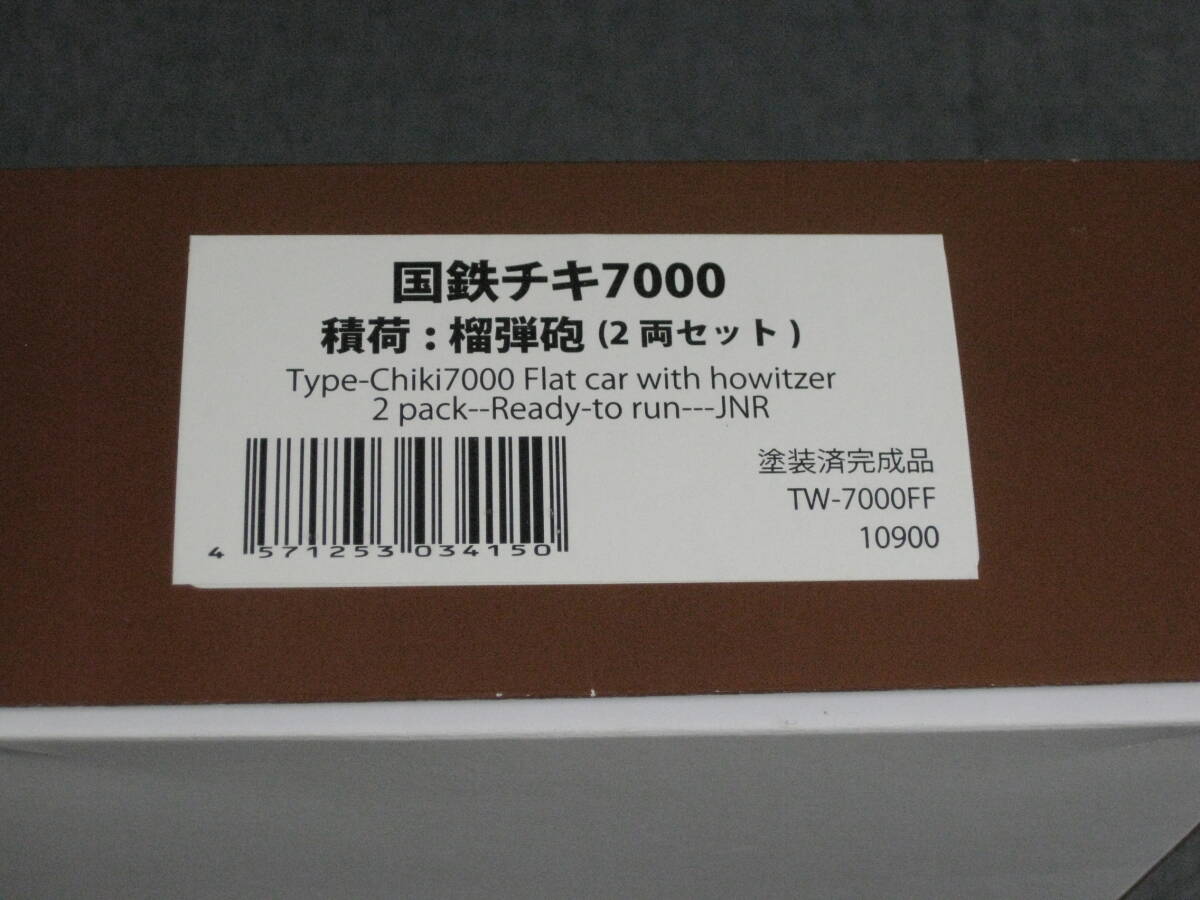 国鉄チキ7000
積荷：榴弾砲 (2 両セット)
Type-Chiki7000 Flat car with howitzer
2 pack--Ready-to run---JNR
塗装済完成品
TW-7000FF
10900
4 571253 034150